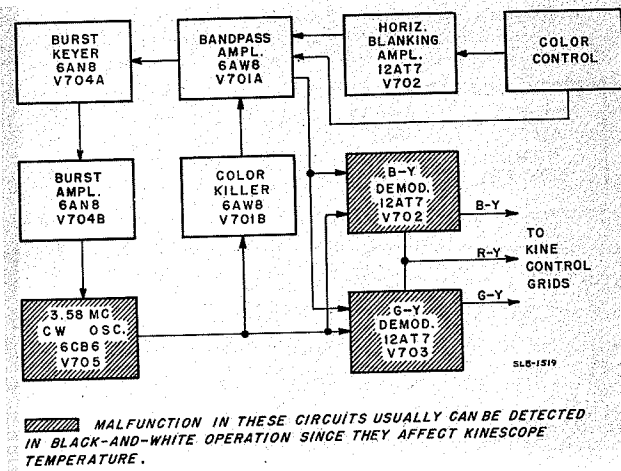 BURST
KEYER
6AN8
V704A
BANDPASS
AMPL.
6AW8
V701A
HORIZ.
BLANKING
AMPL.
12AT7
V702
COLOR
CONTROL
BURST
AMPL.
6AN8
V704B
COLOR
KILLER
6AW8
V701B
B-Y
DEMOD.
12AT7
V702
B-Y
R-Y
G-Y
TO
KINE
CONTROL
GRIDS
3.58 MC
CW OSC.
6CB6
V705
G-Y
DEMOD.
12AT7
V703
SLB-1519
MALFUNCTION IN THESE CIRCUITS USUALLY CAN BE DETECTED
IN BLACK-AND-WHITE OPERATION SINCE THEY AFFECT KINESCOPE
TEMPERATURE.